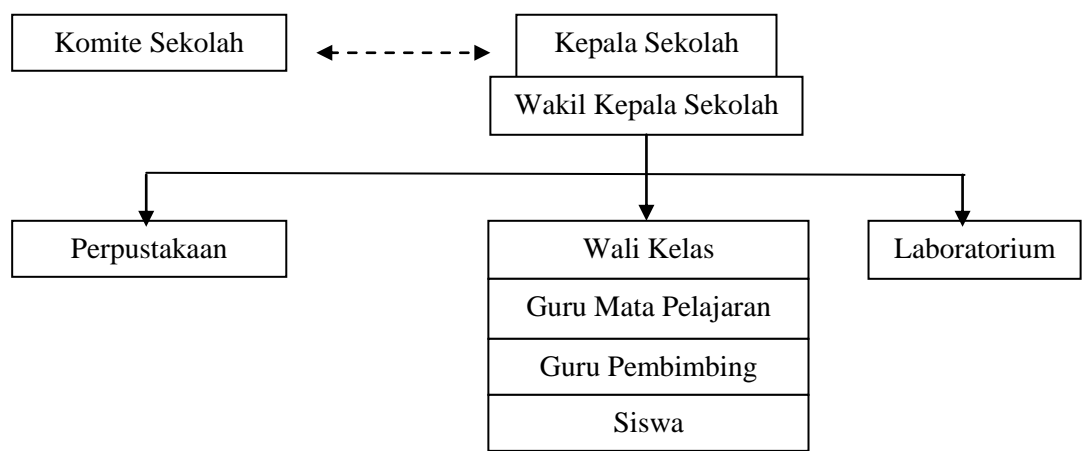 Komite Sekolah
Kepala Sekolah
Wakil Kepala Sekolah
Perpustakaan
Wali Kelas
Laboratorium
Guru Mata Pelajaran
Guru Pembimbing
Siswa